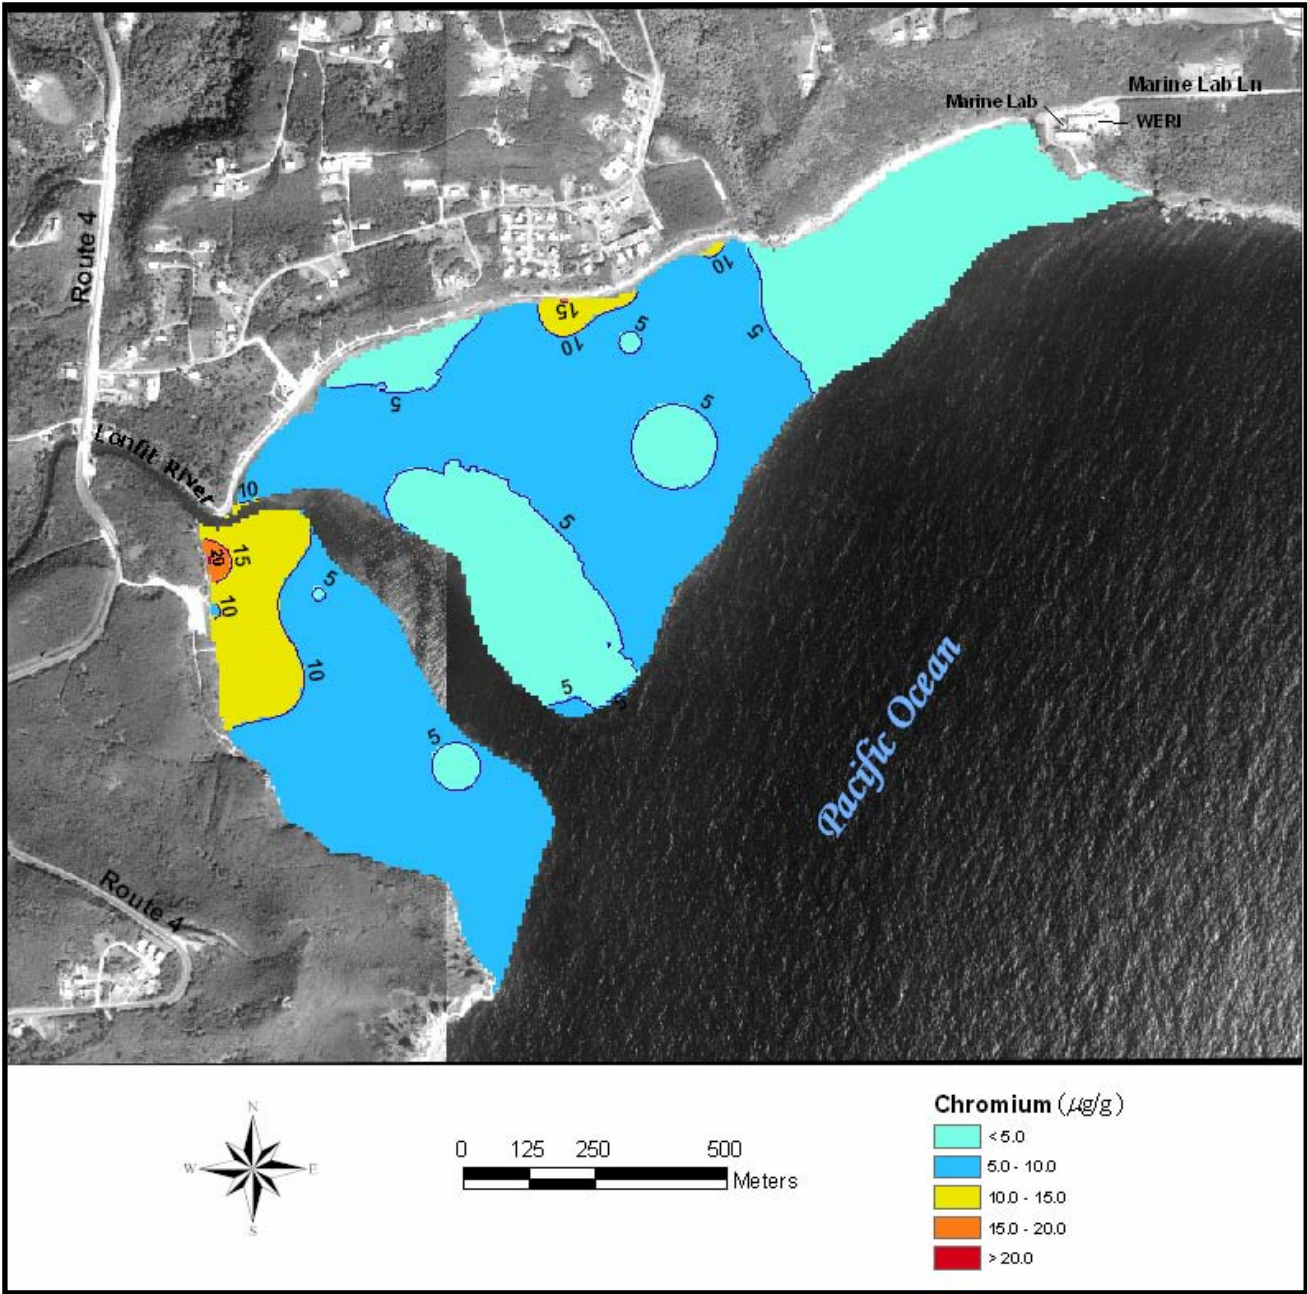 Marine Lab Ln
Marine Lab
WERI
Route 4
10
15
10
5
5
5
5
Lonfit River
10
5
20
15
5
10
10
5
5
5
Pacific Ocean
Route 4
N
W
E
S
0 125 250 500
Meters
Chromium (µg/g)
< 5.0
5.0 - 10.0
10.0 - 15.0
15.0 - 20.0
> 20.0